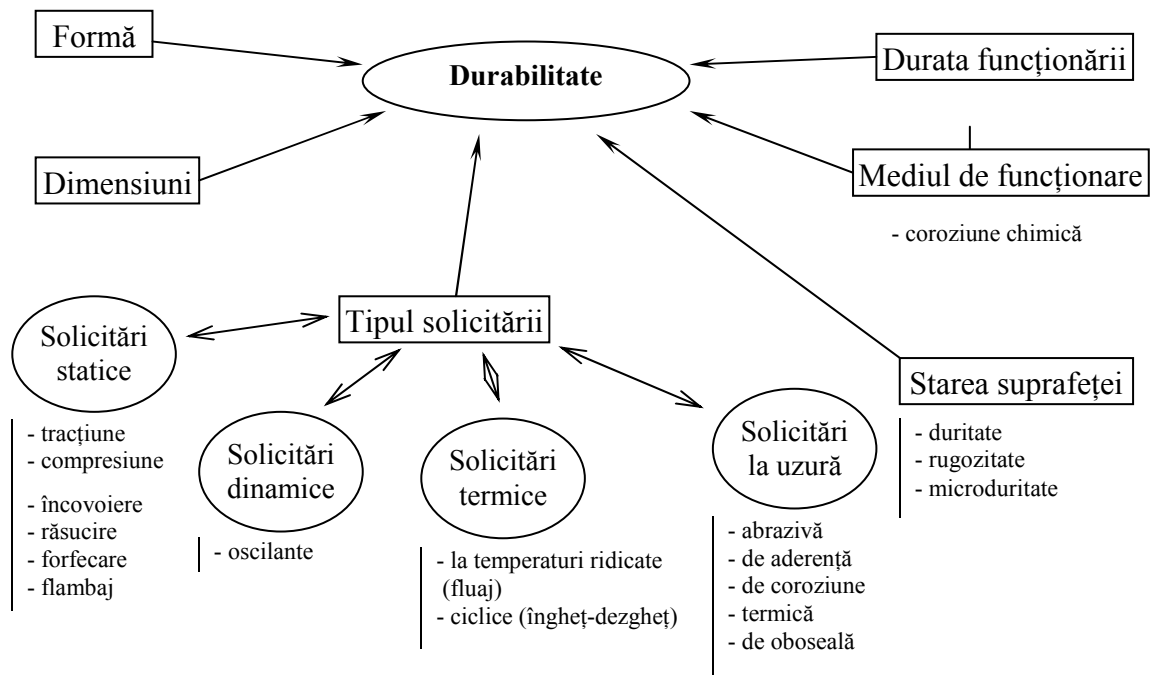 Formă
Durabilitate
Durata funcționării
Dimensiuni
Mediul de funcționare
- coroziune chimică
Tipul solicitării
Solicitări
statice
- tracțiune
- compresiune
- încovoiere
- răsucire
- forfecare
- flambaj
Solicitări
dinamice
- oscilante
Solicitări
termice
- la temperaturi ridicate
(fluaj)
- ciclice (îngheț-dezgheț)
Solicitări
la uzură
- abrazivă
- de aderență
- de coroziune
- termică
- de oboseală
Starea suprafeței
- duritate
- rugozitate
- microduritate